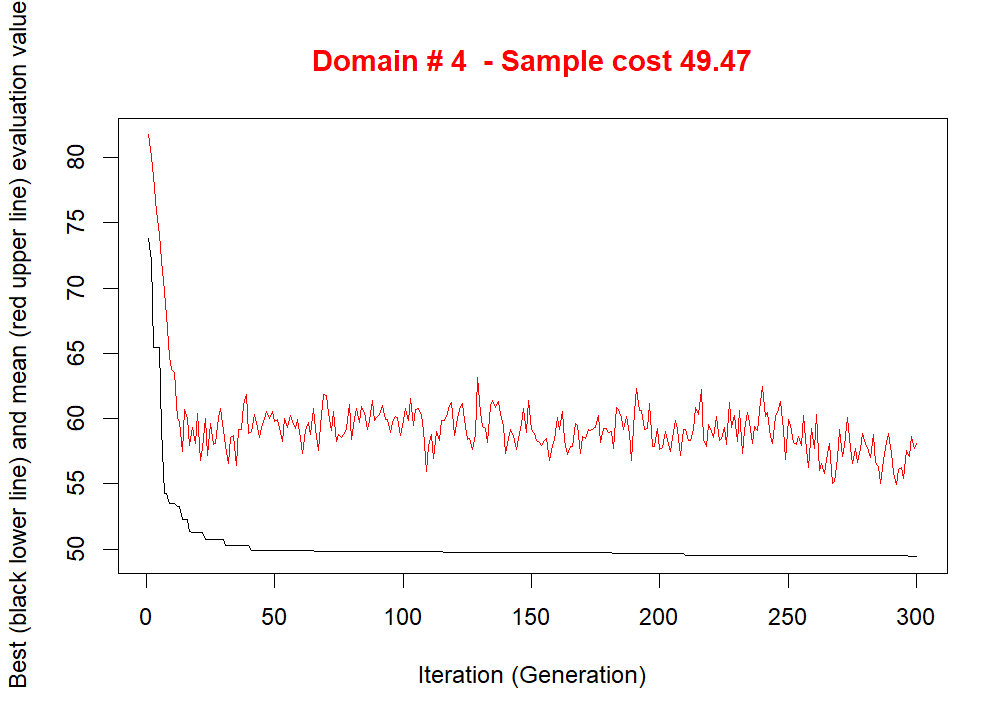 Domain # 4  - Sample cost 49.47
Best (black lower line) and mean (red upper line) evaluation value
80
75
70
65
60
55
50
0 50 100 150 200 250 300
Iteration (Generation)